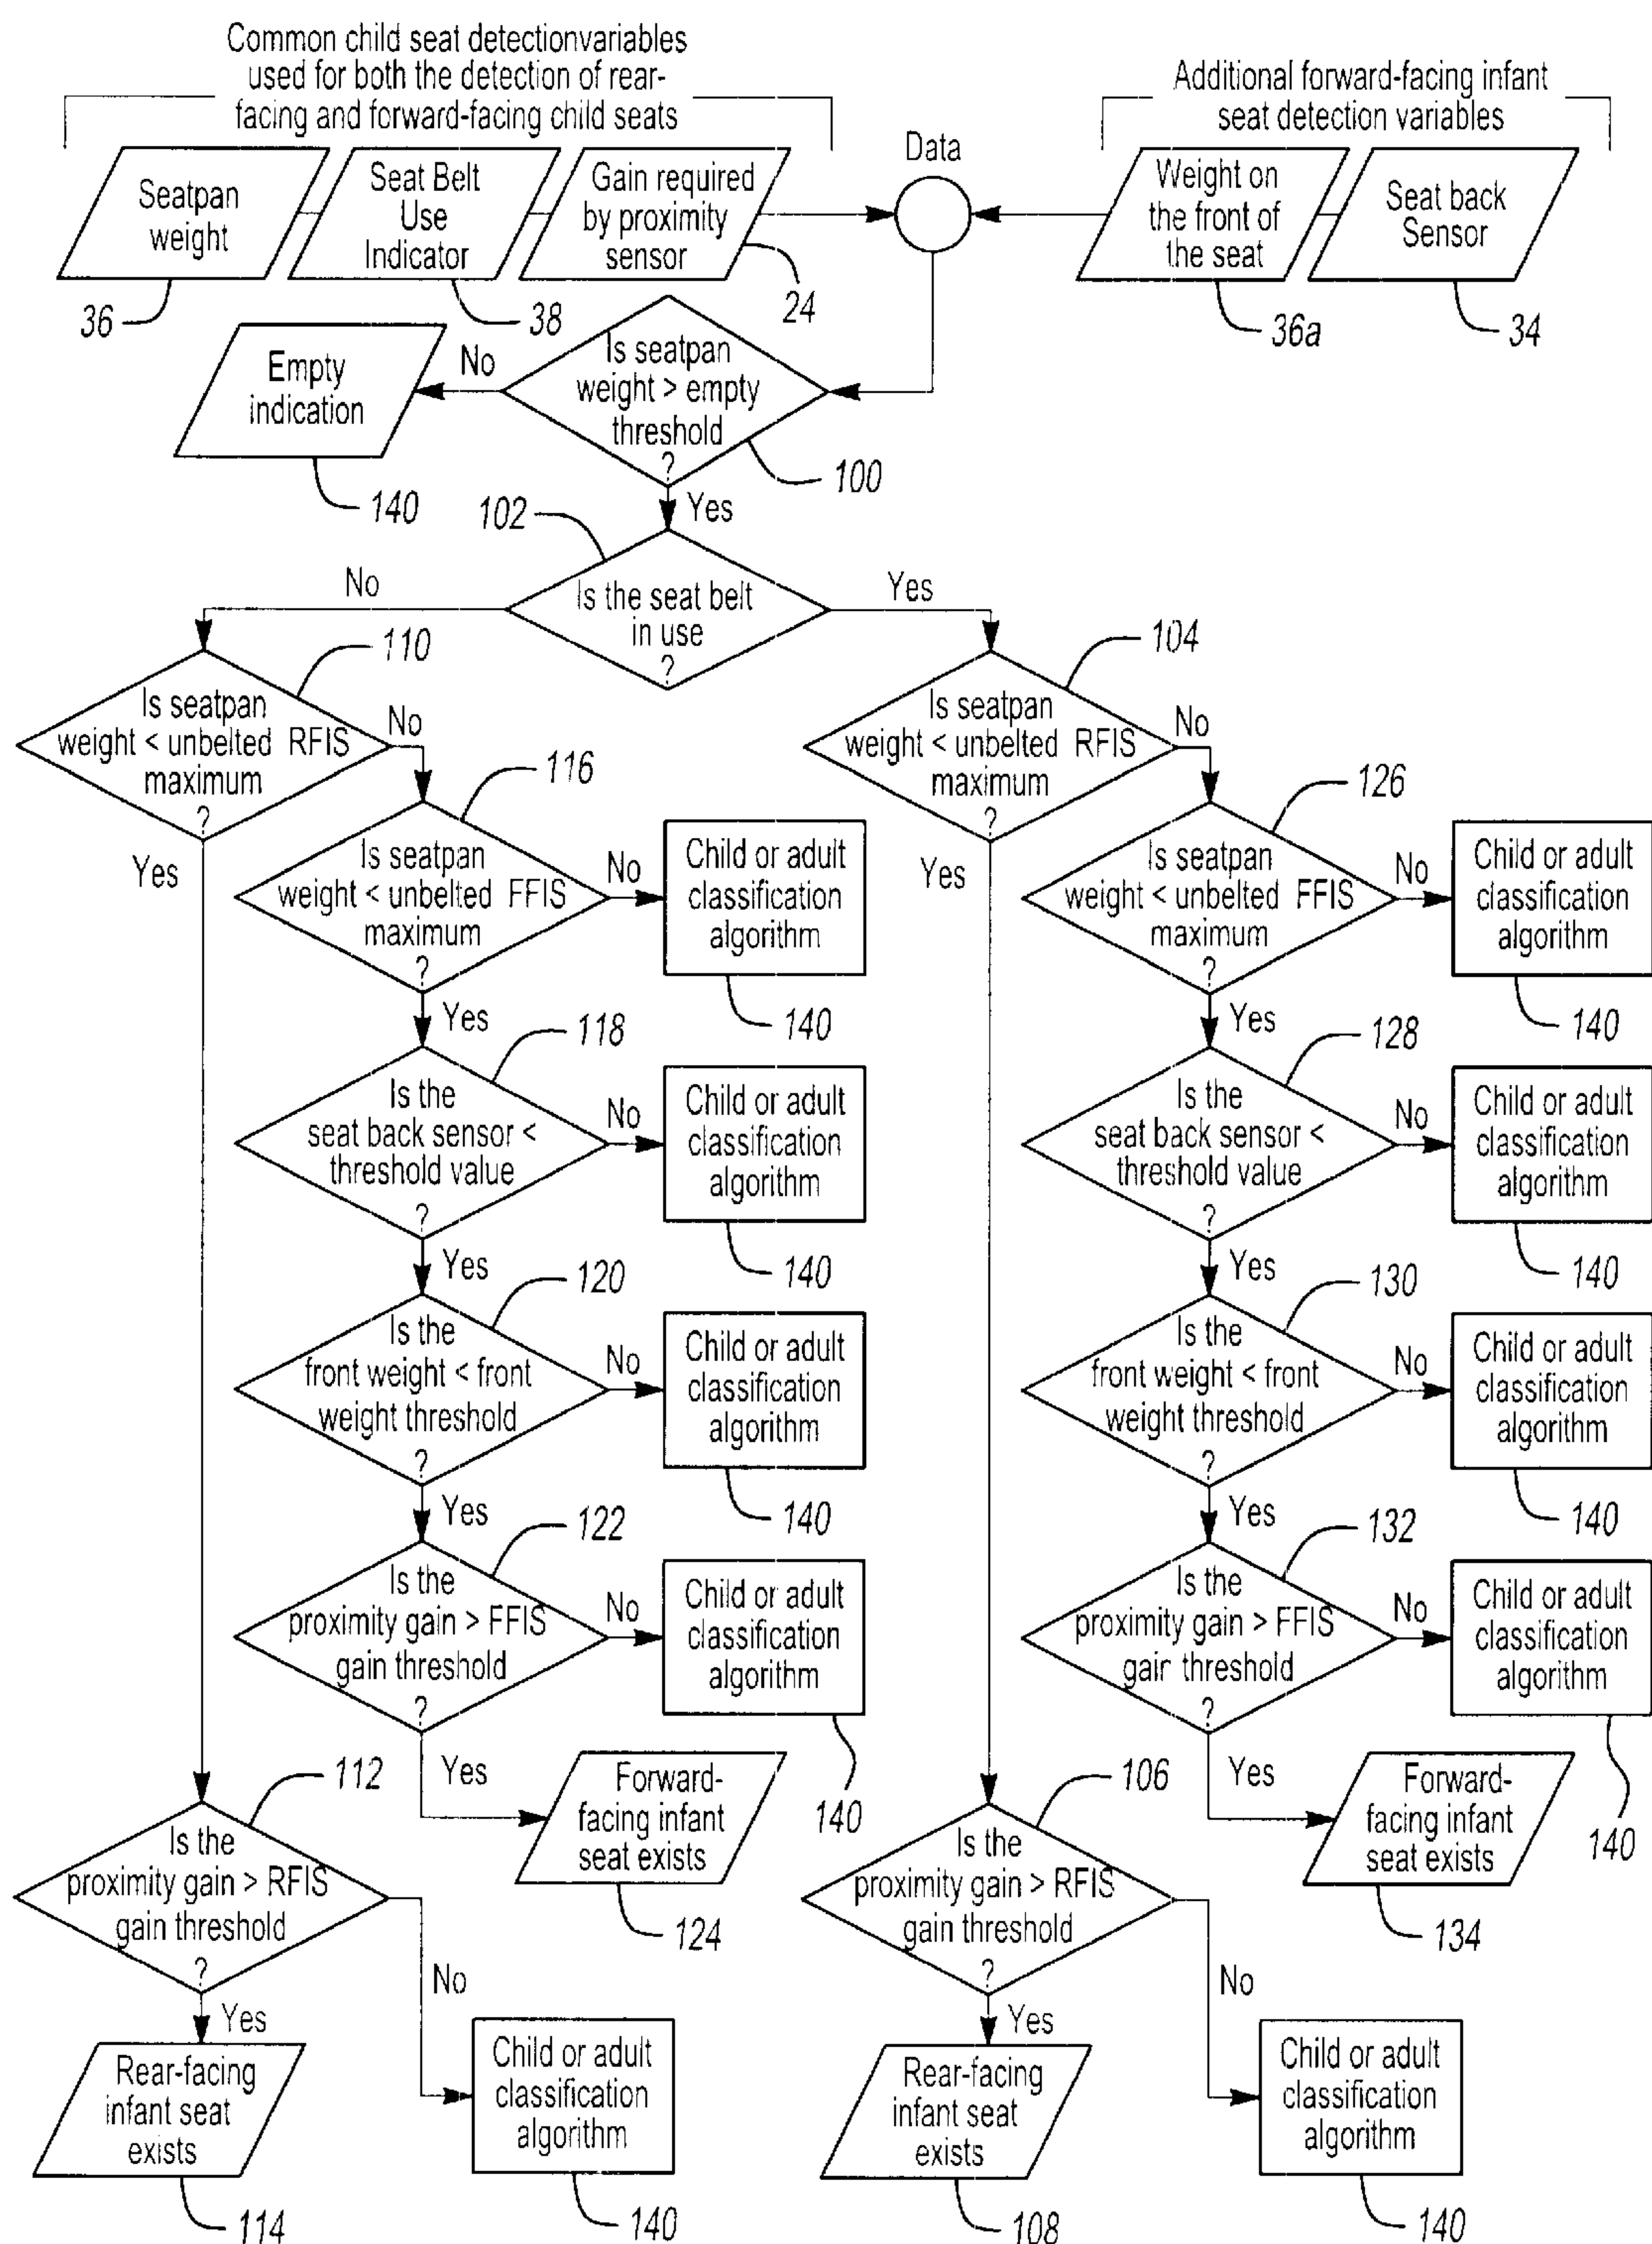 Common child seat detectionvariables
used for both the detection of rear-
facing and forward-facing child seats
Additional forward-facing infant
seat detection variables
Data
Seatpan
weight
Seat Belt
Use
Indicator
Gain required
by proximity
sensor
Weight on
the front of
the seat
Seat back
Sensor
36
38
24
36a
34
Empty
indication
No
Is seatpan
weight > empty
threshold
?
140
100
Yes
102
No
Is the seat belt
in use
?
Yes
110
Is seatpan
weight < unbelted RFIS
maximum
?
No
Yes
104
Is seatpan
weight < unbelted RFIS
maximum
?
No
Yes
116
Is seatpan
weight < unbelted FFIS
maximum
?
No
Child or adult
classification
algorithm
140
Yes
126
Is seatpan
weight < unbelted FFIS
maximum
?
No
Child or adult
classification
algorithm
140
Yes
118
Is the
seat back sensor <
threshold value
?
No
Child or adult
classification
algorithm
140
Yes
128
Is the
seat back sensor <
threshold value
?
No
Child or adult
classification
algorithm
140
Yes
120
Is the
front weight < front
weight threshold
?
No
Child or adult
classification
algorithm
140
Yes
130
Is the
front weight < front
weight threshold
?
No
Child or adult
classification
algorithm
140
Yes
122
Is the
proximity gain > FFIS
gain threshold
?
No
Child or adult
classification
algorithm
140
Yes
132
Is the
proximity gain > FFIS
gain threshold
?
No
Child or adult
classification
algorithm
140
Yes
Forward-
facing infant
seat exists
124
Forward-
facing infant
seat exists
134
112
Is the
proximity gain > RFIS
gain threshold
?
No
Yes
106
Is the
proximity gain > RFIS
gain threshold
?
No
Yes
Rear-facing
infant seat
exists
114
Child or adult
classification
algorithm
140
Rear-facing
infant seat
exists
108
Child or adult
classification
algorithm
140